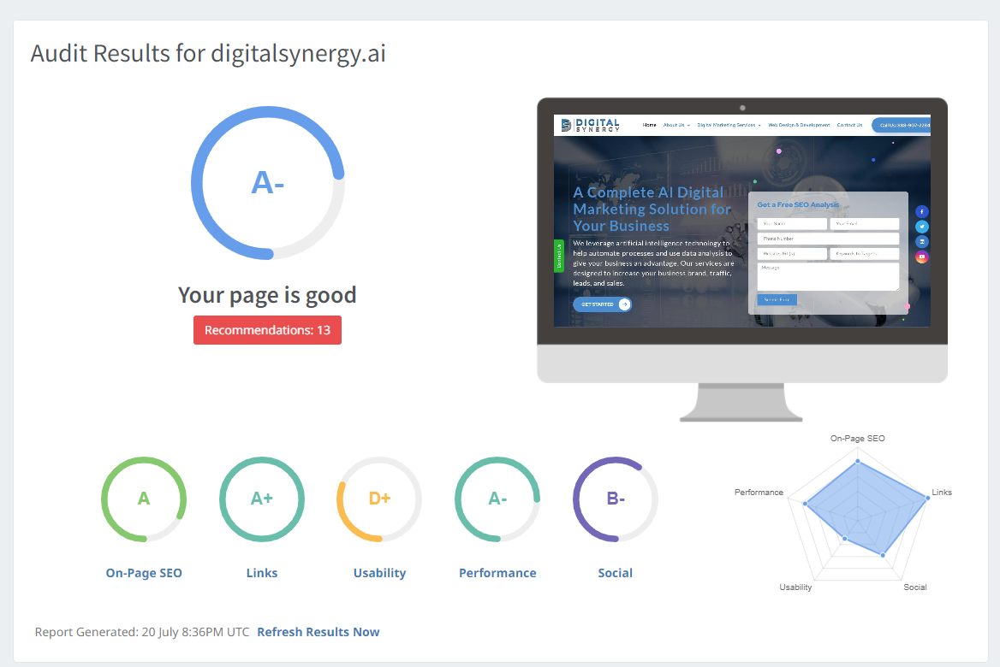 Audit Results for digitalsynergy.ai
A-
Your page is good
Recommendations: 13
DIGITAL
SYNERGY
Home About Us Digital Marketing Services Web Design & Development Contact Us Call Us: 888-907-2284
A Complete AI Digital
Marketing Solution for
Your Business
We leverage artificial intelligence technology to
help automate processes and use data analysis to
give your business an advantage. Our services are
designed to increase your business brand, traffic,
leads, and sales.
GET STARTED
Contact Us
Get a Free SEO Analysis
Your Name Your Email
Phone Number
Website Url(s) Keywords to Target
Message
Submit Form
A
On-Page SEO
A+
Links
D+
Usability
A-
Performance
B-
Social
On-Page SEO
Performance
Links
Usability
Social
Report Generated: 20 July 8:36PM UTC Refresh Results Now